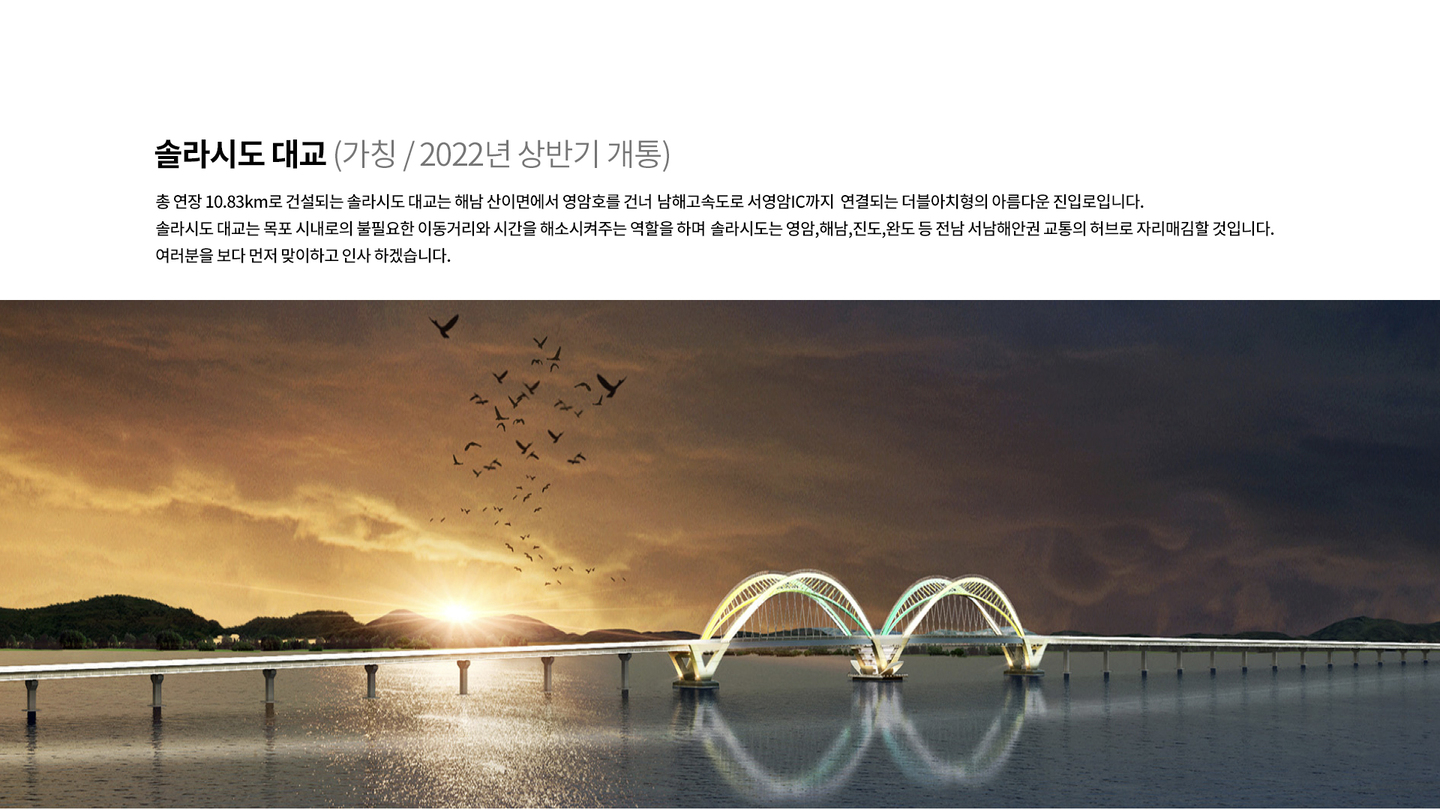 솔라시도 대교 (가칭 / 2022년 상반기 개통)
총 연장 10.83km로 건설되는 솔라시도 대교는 해남 산이면에서 영암호를 건너 남해고속도로 서영암IC까지 연결되는 더블아치형의 아름다운 진입로입니다.
솔라시도 대교는 목포 시내로의 불필요한 이동거리와 시간을 해소시켜주는 역할을 하며 솔라시도는 영암,해남,진도,완도 등 전남 서남해안권 교통의 허브로 자리매김할 것입니다.
여러분을 보다 먼저 맞이하고 인사 하겠습니다.